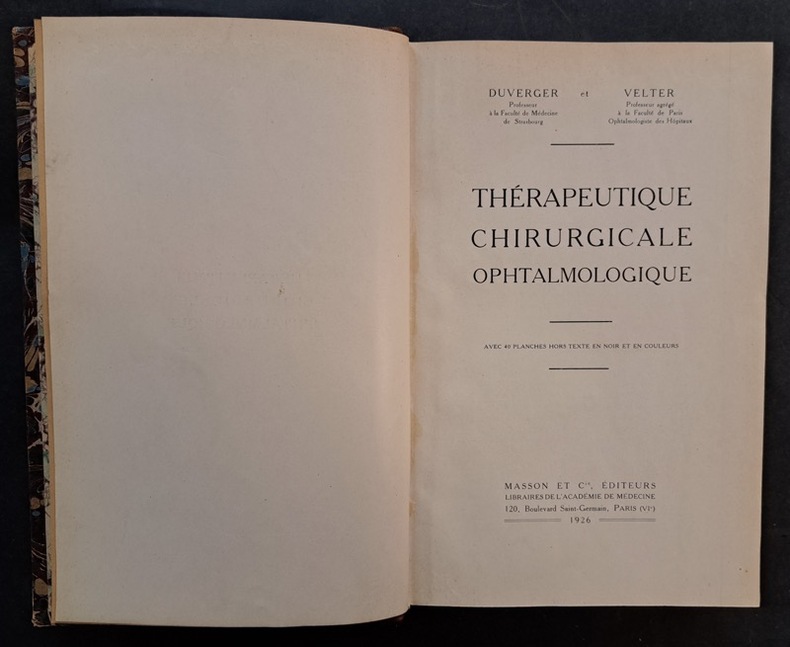 DUVERGER et VELTER
Professeur
à la Faculté de Médecine
de Strasbourg
Professeur agrégé
à la Faculté de Paris
Ophtalmologiste des Hôpitaux
THÉRAPEUTIQUE
CHIRURGICALE
OPHTALMOLOGIQUE
AVEC 40 PLANCHES HORS TEXTE EN NOIR ET EN COULEURS
MASSON ET Cie, ÉDITEURS
LIBRAIRES DE L'ACADÉMIE DE MÉDECINE
120, Boulevard Saint-Germain, PARIS (VIe)
1926